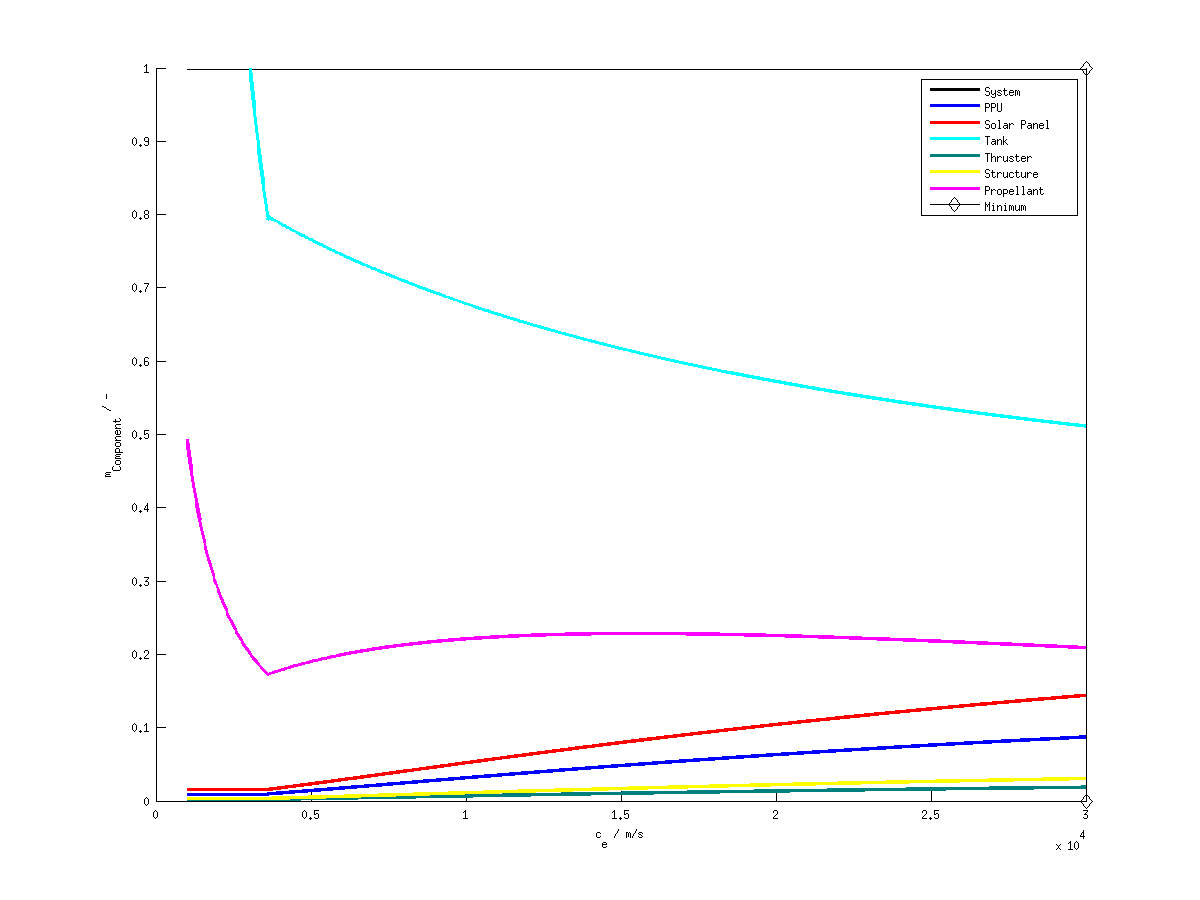 1
0.9
0.8
0.7
0.6
0.5
0.4
0.3
0.2
0.1
0
m Component / -
System
PPU
Solar Panel
Tank
Thruster
Structure
Propellant
Minimum
0 0.5 1 1.5 2 2.5 3
c e / m/s
x 10 4